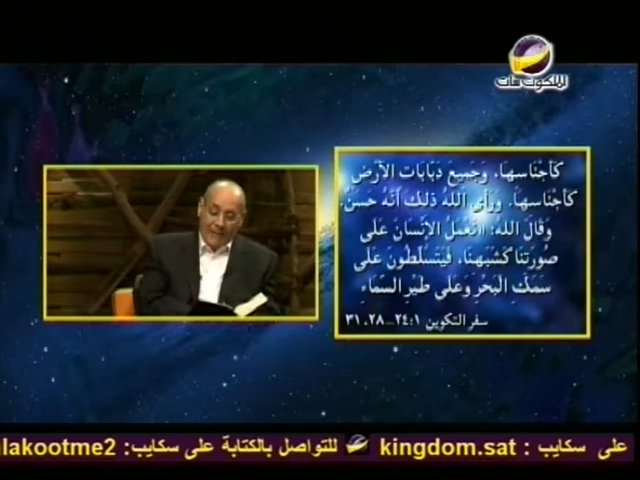 الملكوت سات
كَأَجْنَاسِهَا، وَجَمِيعَ دَبَّابَاتِ الأَرْضِ
كَأَجْنَاسِهَا. وَرَأَى اللهُ ذلِكَ أَنَّهُ حَسَنٌ.
وَقَالَ اللهُ: «نَعْمَلُ الإِنْسَانَ عَلَى
صُورَتِنَا كَشَبَهِنَا، فَيَتَسَلَّطُونَ عَلَى
سَمَكِ الْبَحْرِ وَعَلَى طَيْرِ السَّمَاءِ
سفر التكوين ١:٢٤-٢٨، ٣١
على سكايب : kingdom.sat للتواصل بالكتابة على سكايب: lakootme2